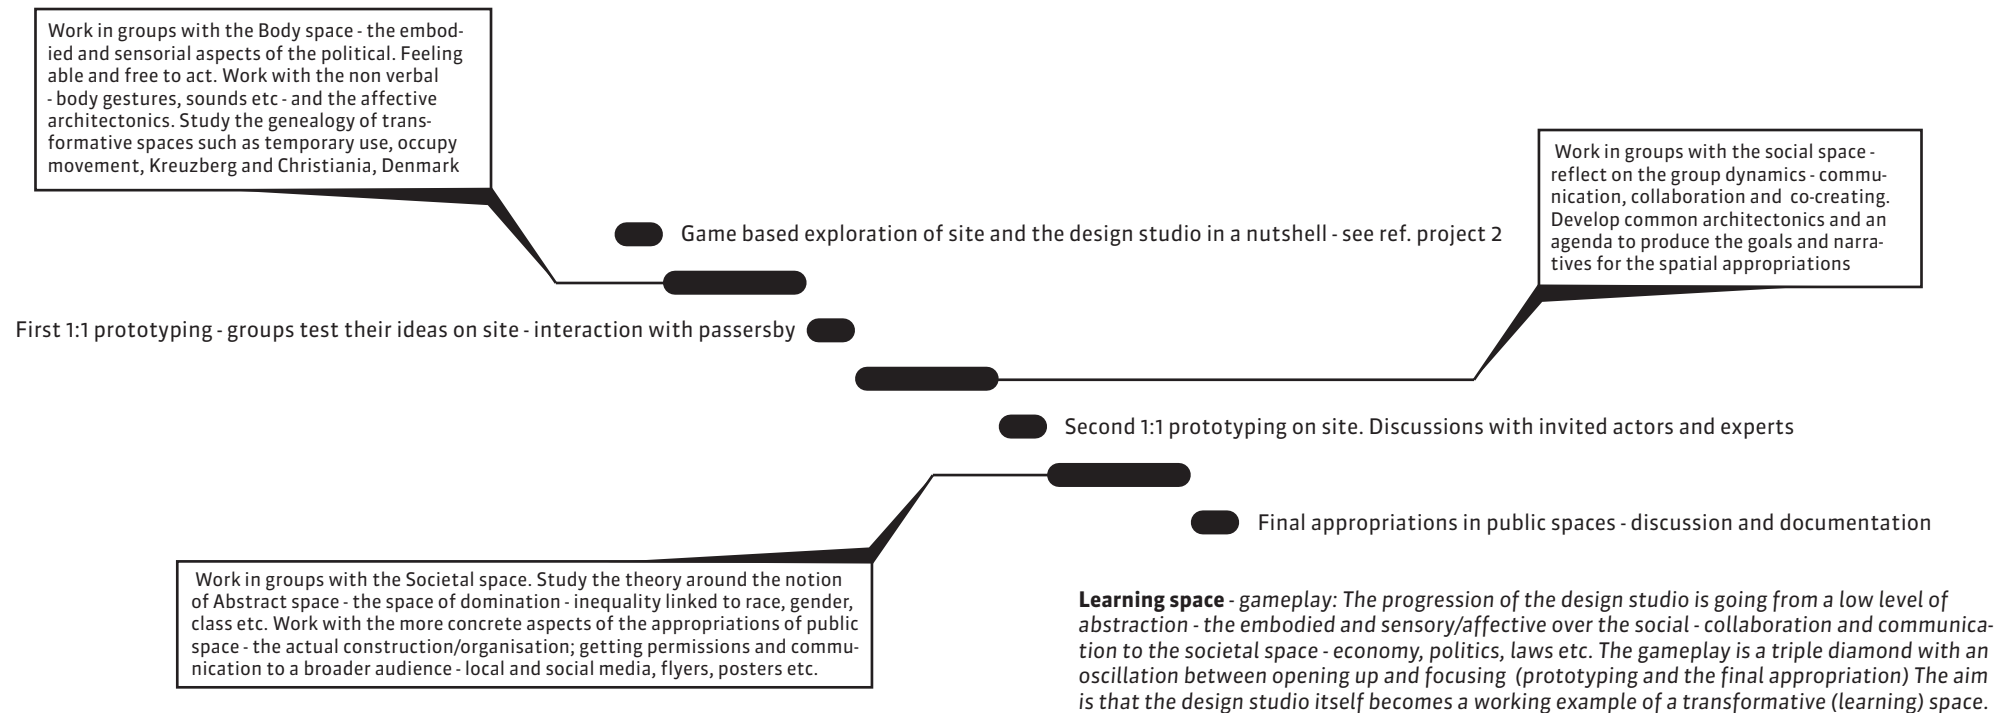 Work in groups with the Body space - the embod-
ied and sensorial aspects of the political. Feeling
able and free to act. Work with the non verbal
- body gestures, sounds etc - and the affective
architectonics. Study the genealogy of trans-
formative spaces such as temporary use, occupy
movement, Kreuzberg and Christiania, Denmark
Work in groups with the social space -
reflect on the group dynamics - commu-
nication, collaboration and co-creating.
Develop common architectonics and an
agenda to produce the goals and narra-
tives for the spatial appropriations
Game based exploration of site and the design studio in a nutshell - see ref. project 2
First 1:1 prototyping - groups test their ideas on site - interaction with passersby
Second 1:1 prototyping on site. Discussions with invited actors and experts
Final appropriations in public spaces - discussion and documentation
Work in groups with the Societal space. Study the theory around the notion
of Abstract space - the space of domination - inequality linked to race, gender,
class etc. Work with the more concrete aspects of the appropriations of public
space - the actual construction/organisation; getting permissions and commu-
nication to a broader audience - local and social media, flyers, posters etc.
Learning space - gameplay: The progression of the design studio is going from a low level of
abstraction - the embodied and sensory/affective over the social - collaboration and communica-
tion to the societal space - economy, politics, laws etc. The gameplay is a triple diamond with an
oscillation between opening up and focusing (prototyping and the final appropriation) The aim
is that the design studio itself becomes a working example of a transformative (learning) space.